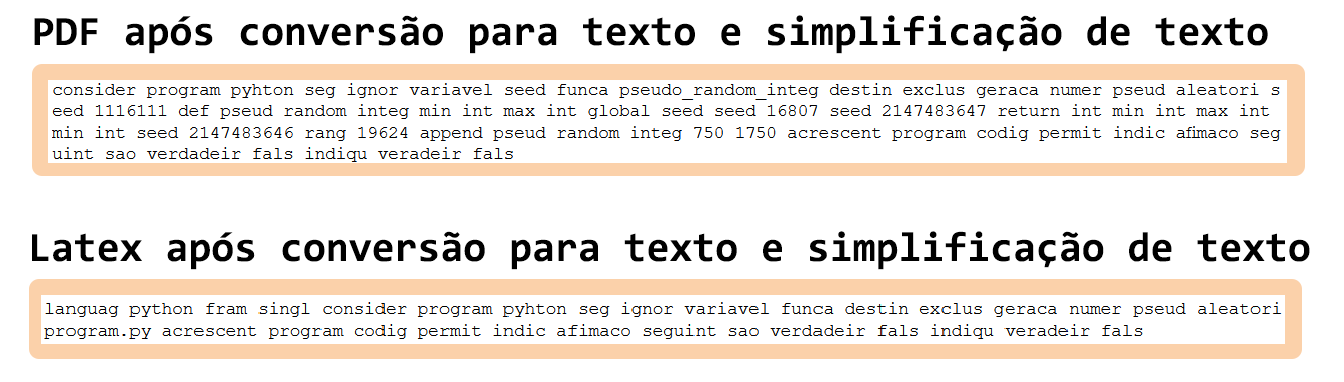 PDF após conversão para texto e simplificação de texto
consider program pyhton seg ignor variavel seed funca pseudo_random_integ destin exclus geraca numer pseud aleatori s
eed 1116111 def pseud random integ min int max int global seed seed 16807 seed 2147483647 return int min int max int
min int seed 2147483646 rang 19624 append pseud random integ 750 1750 acrescent program codig permit indic afimaco seg
uint sao verdadeir fals indiqu veradeir fals
Latex após conversão para texto e simplificação de texto
languag python fram singl consider program pyhton seg ignor variavel funca destin exclus geraca numer pseud aleatori
program.py acrescent program codig permit indic afimaco seguint sao verdadeir fals indiqu veradeir fals